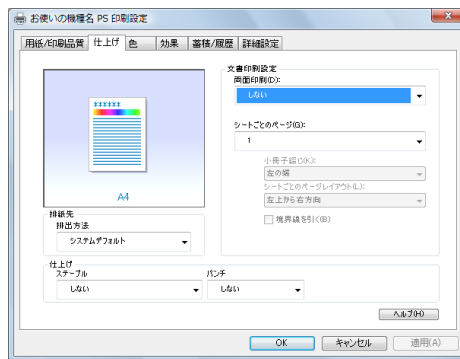 お使いの機種名 PS 印刷設定
用紙/印刷品質 仕上げ 色 効果 蓄積/履歴 詳細設定
A4
文書印刷設定
両面印刷(D):
しない
シートごとのページ(G):
1
小冊子綴じ(K):
左の端
シートごとのページレイアウト(L):
左上から右方向
境界線を引く(B)
排紙先
排出方法
システムデフォルト
仕上げ
ステープル パンチ
しない しない
ヘルプ(H)
OK キャンセル 適用(A)